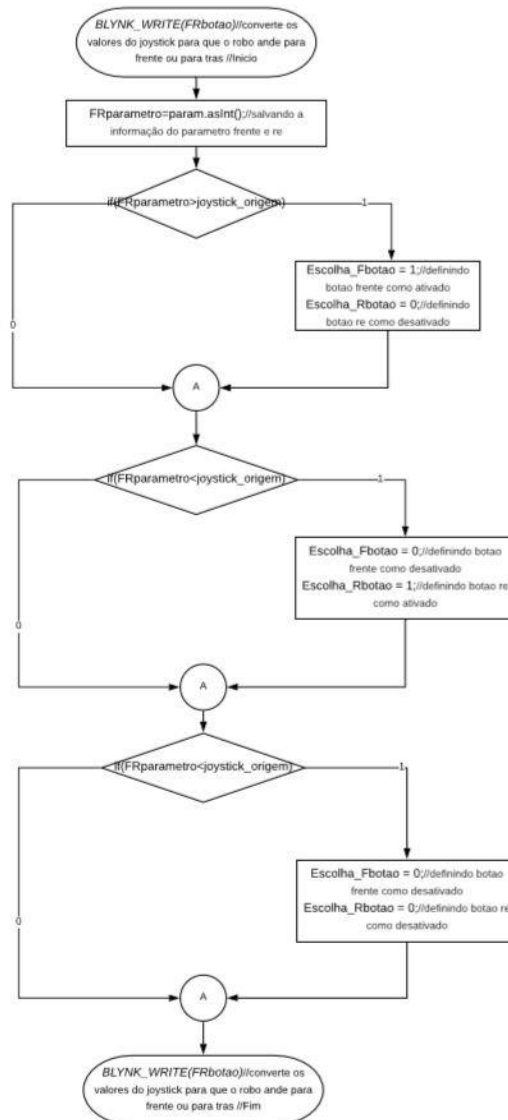 BLYNK_WRITE(FRbotao)//converte os
valores do joystick para que o robo ande para
frente ou para tras //Inicio
FRparametro=param.asInt();//salvando a
informação do parametro frente e re
if(FRparametro>joystick_origem)
1
Escolha_Fbotao = 1;//definindo
botao frente como ativado
Escolha_Rbotao = 0;//definindo
botao re como desativado
0
A
if(FRparametro<joystick_origem)
1
Escolha_Fbotao = 0;//definindo botao
frente como desativado
Escolha_Rbotao = 1;//definindo botao re
como ativado
0
A
if(FRparametro<joystick_origem)
1
Escolha_Fbotao = 0;//definindo botao
frente como desativado
Escolha_Rbotao = 0;//definindo botao re
como desativado
0
A
BLYNK_WRITE(FRbotao)//converte os
valores do joystick para que o robo ande para
frente ou para tras //Fim